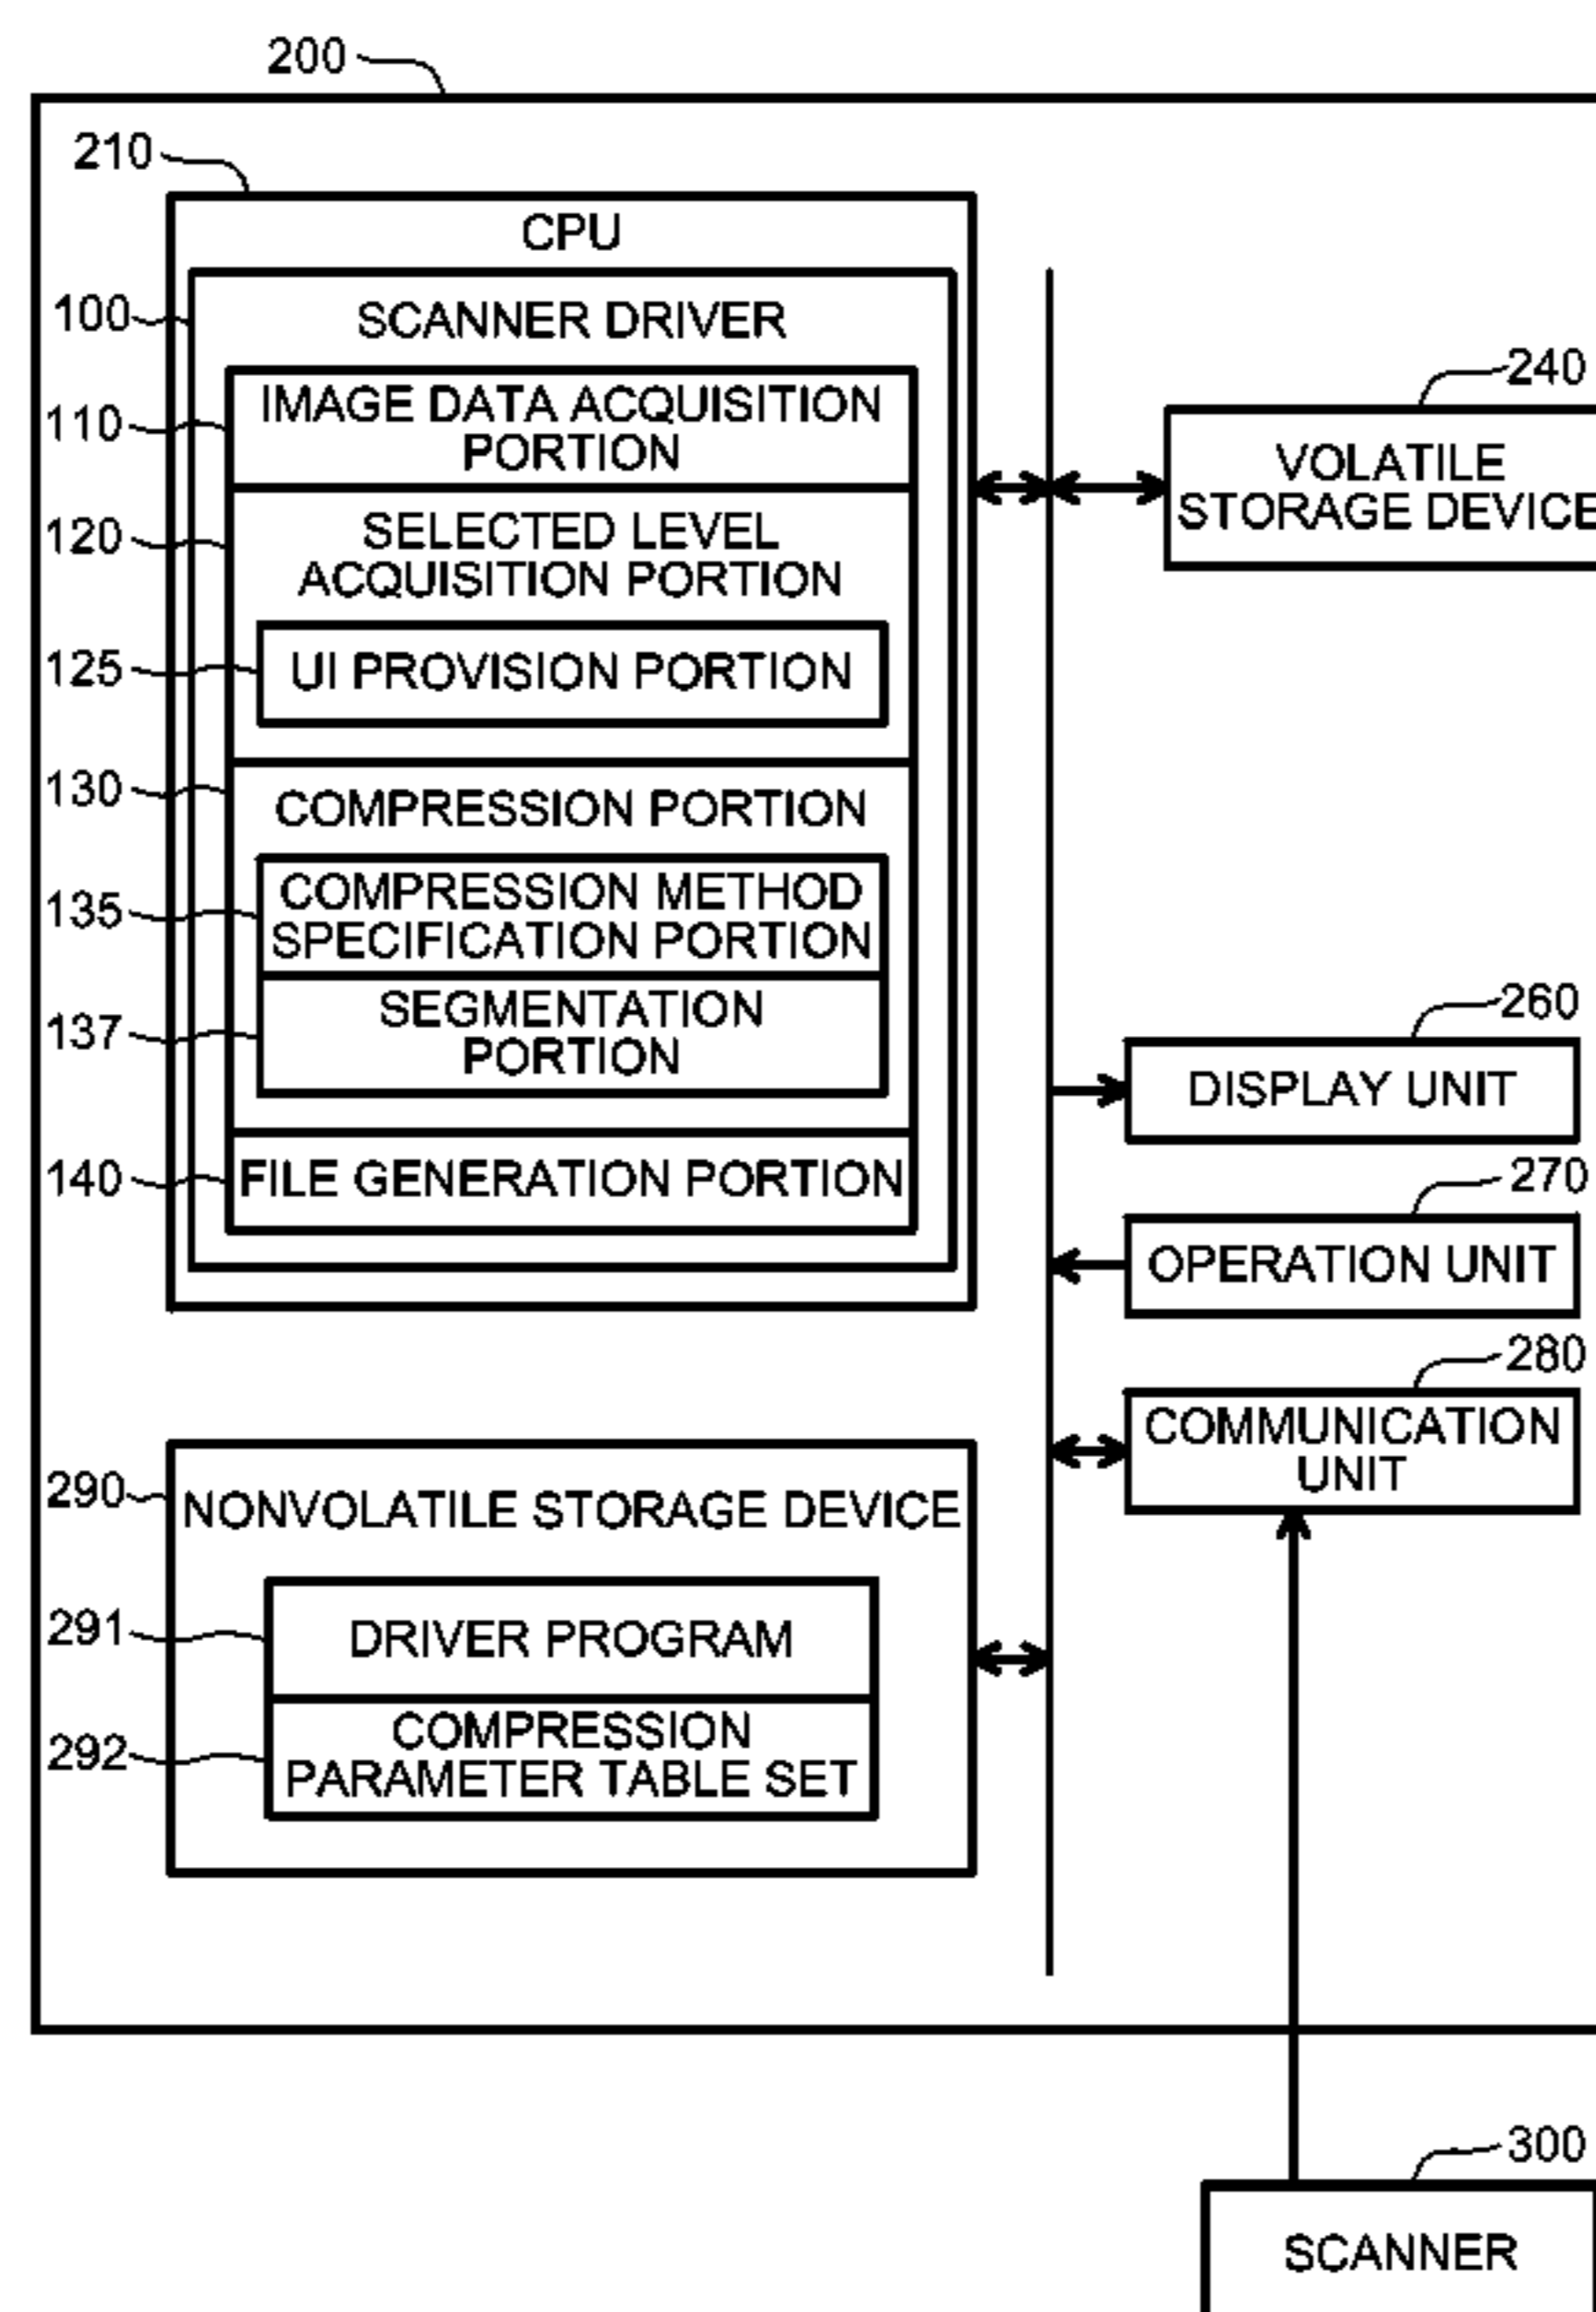 200
210
CPU
100
SCANNER DRIVER
110
IMAGE DATA ACQUISITION
PORTION
120
SELECTED LEVEL
ACQUISITION PORTION
125
UI PROVISION PORTION
130
COMPRESSION PORTION
135
COMPRESSION METHOD
SPECIFICATION PORTION
137
SEGMENTATION
PORTION
140
FILE GENERATION PORTION
240
VOLATILE
STORAGE DEVICE
260
DISPLAY UNIT
270
OPERATION UNIT
280
COMMUNICATION
UNIT
290
NONVOLATILE STORAGE DEVICE
291
DRIVER PROGRAM
292
COMPRESSION
PARAMETER TABLE SET
300
SCANNER